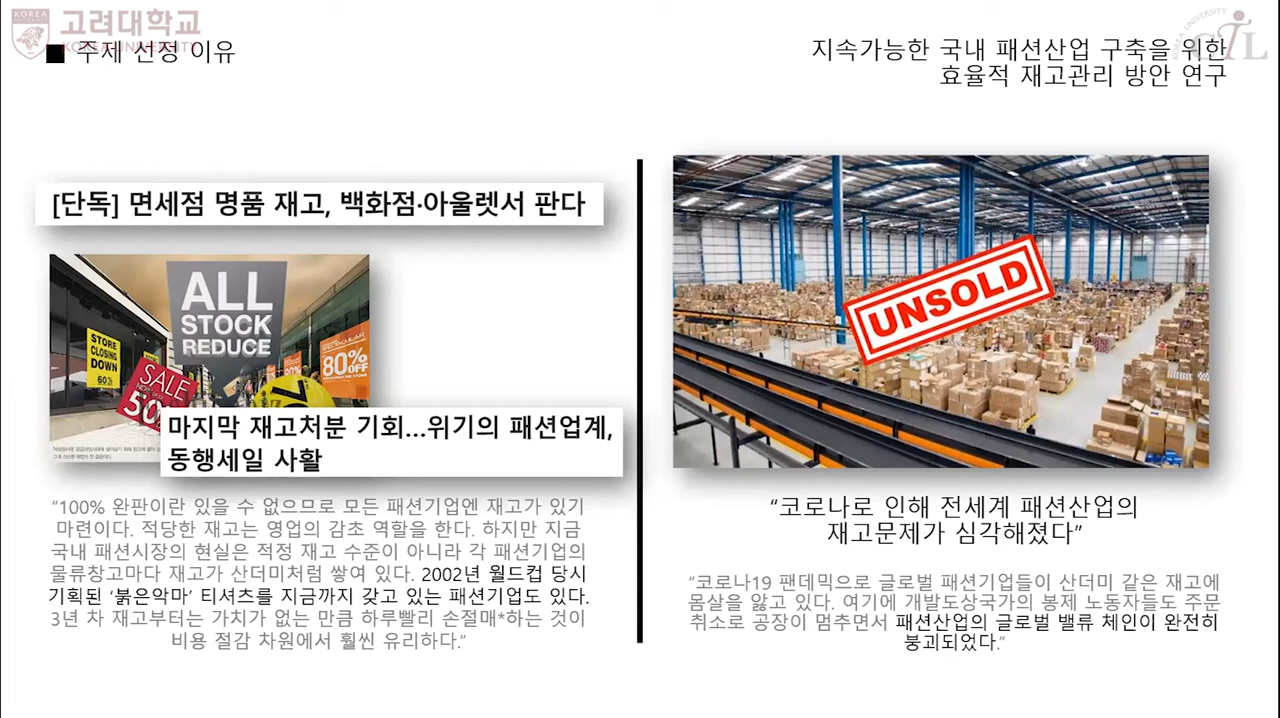 고려대학교
KOREA UNIVERSITY
■ 주제 선정 이유
지속가능한 국내 패션산업 구축을 위한
효율적 재고관리 방안 연구
KOREA UNIVERSITY
CTL
[단독] 면세점 명품 재고, 백화점·아울렛서 판다
ALL
STOCK
REDUCE
STORE
CLOSING
DOWN
SALE
50
80%
OFF
마지막 재고처분 기회...위기의 패션업계,
동행세일 사활
“100% 완판이란 있을 수 없으므로 모든 패션기업엔 재고가 있기
마련이다. 적당한 재고는 영업의 감초 역할을 한다. 하지만 지금
국내 패션시장의 현실은 적정 재고 수준이 아니라 각 패션기업의
물류창고마다 재고가 산더미처럼 쌓여 있다. 2002년 월드컵 당시
기획된 ‘붉은악마’ 티셔츠를 지금까지 갖고 있는 패션기업도 있다.
3년 차 재고부터는 가치가 없는 만큼 하루빨리 손절매*하는 것이
비용 절감 차원에서 훨씬 유리하다.”
UNSOLD
“코로나로 인해 전세계 패션산업의
재고문제가 심각해졌다”
“코로나19 팬데믹으로 글로벌 패션기업들이 산더미 같은 재고에
몸살을 앓고 있다. 여기에 개발도상국가의 봉제 노동자들도 주문
취소로 공장이 멈추면서 패션산업의 글로벌 밸류 체인이 완전히
붕괴되었다.”